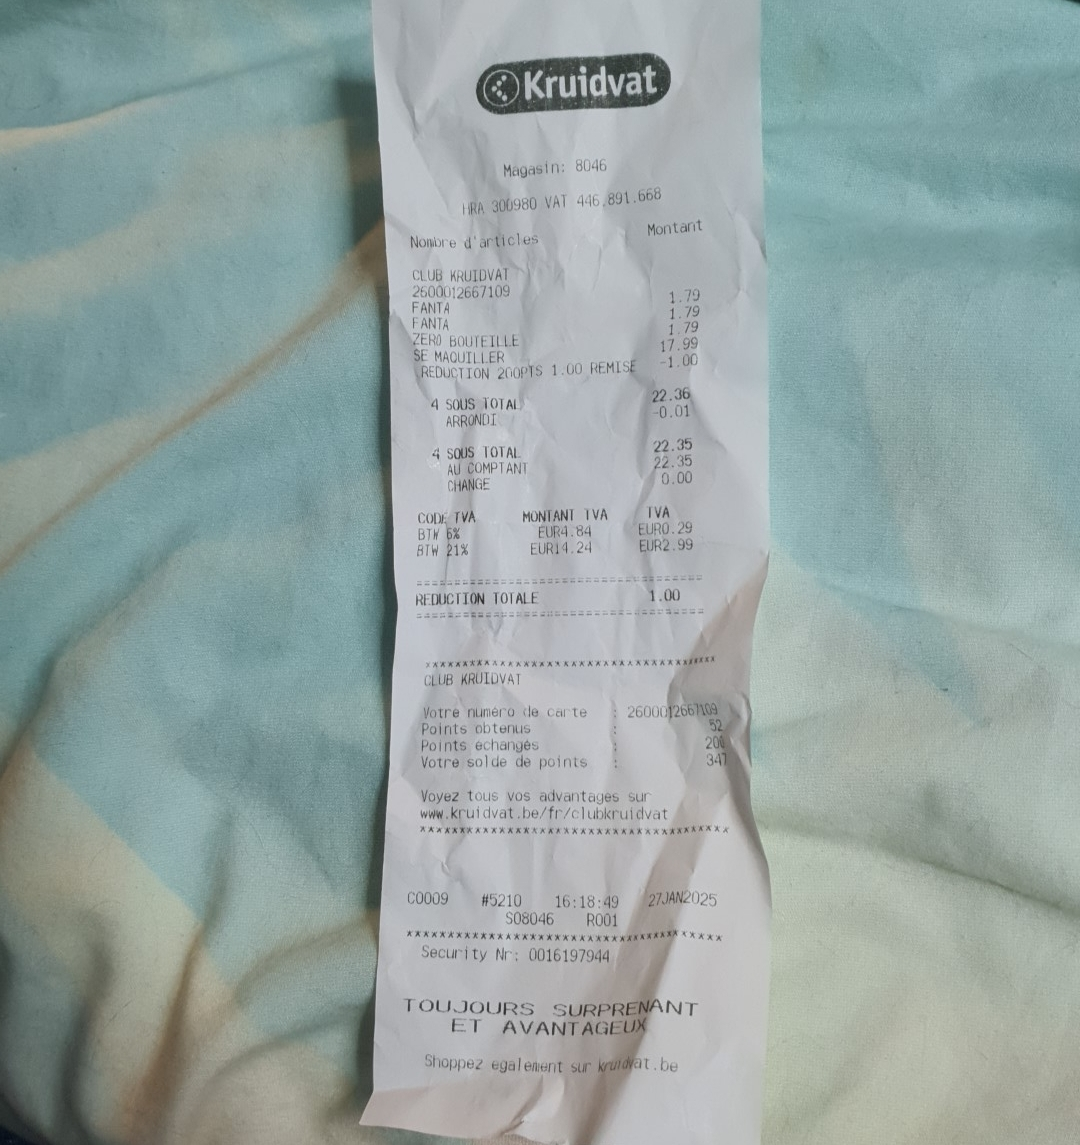 Kruidvat
Magasin: 8046
HRA 300980 VAT 446.891.668
Nombre d'articles Montant
CLUB KRUIDVAT
2600012667109
FANTA 1.79
FANTA 1.79
ZERO BOUTEILLE 1.79
SE MAQUILLER 17.99
REDUCTION 200PTS 1.00 REMISE -1.00
4 SOUS TOTAL 22.36
ARRONDI -0.01
4 SOUS TOTAL 22.35
AU COMPTANT 22.35
CHANGE 0.00
CODE TVA MONTANT TVA TVA
BTW 6% EUR4.84 EUR0.29
BTW 21% EUR14.24 EUR2.99
===================================
REDUCTION TOTALE 1.00
===================================
***********************************
CLUB KRUIDVAT
Votre numéro de carte : 2600012667109
Points obtenus : 52
Points échangés : 200
Votre solde de points : 347
Voyez tous vos advantages sur
www.kruidvat.be/fr/clubkruidvat
**************************************
C0009 #5210 16:18:49 27JAN2025
S08046 R001
**************************************
Security Nr: 0016197944
TOUJOURS SURPRENANT
ET AVANTAGEUX
Shoppez egalement sur kruidvat.be